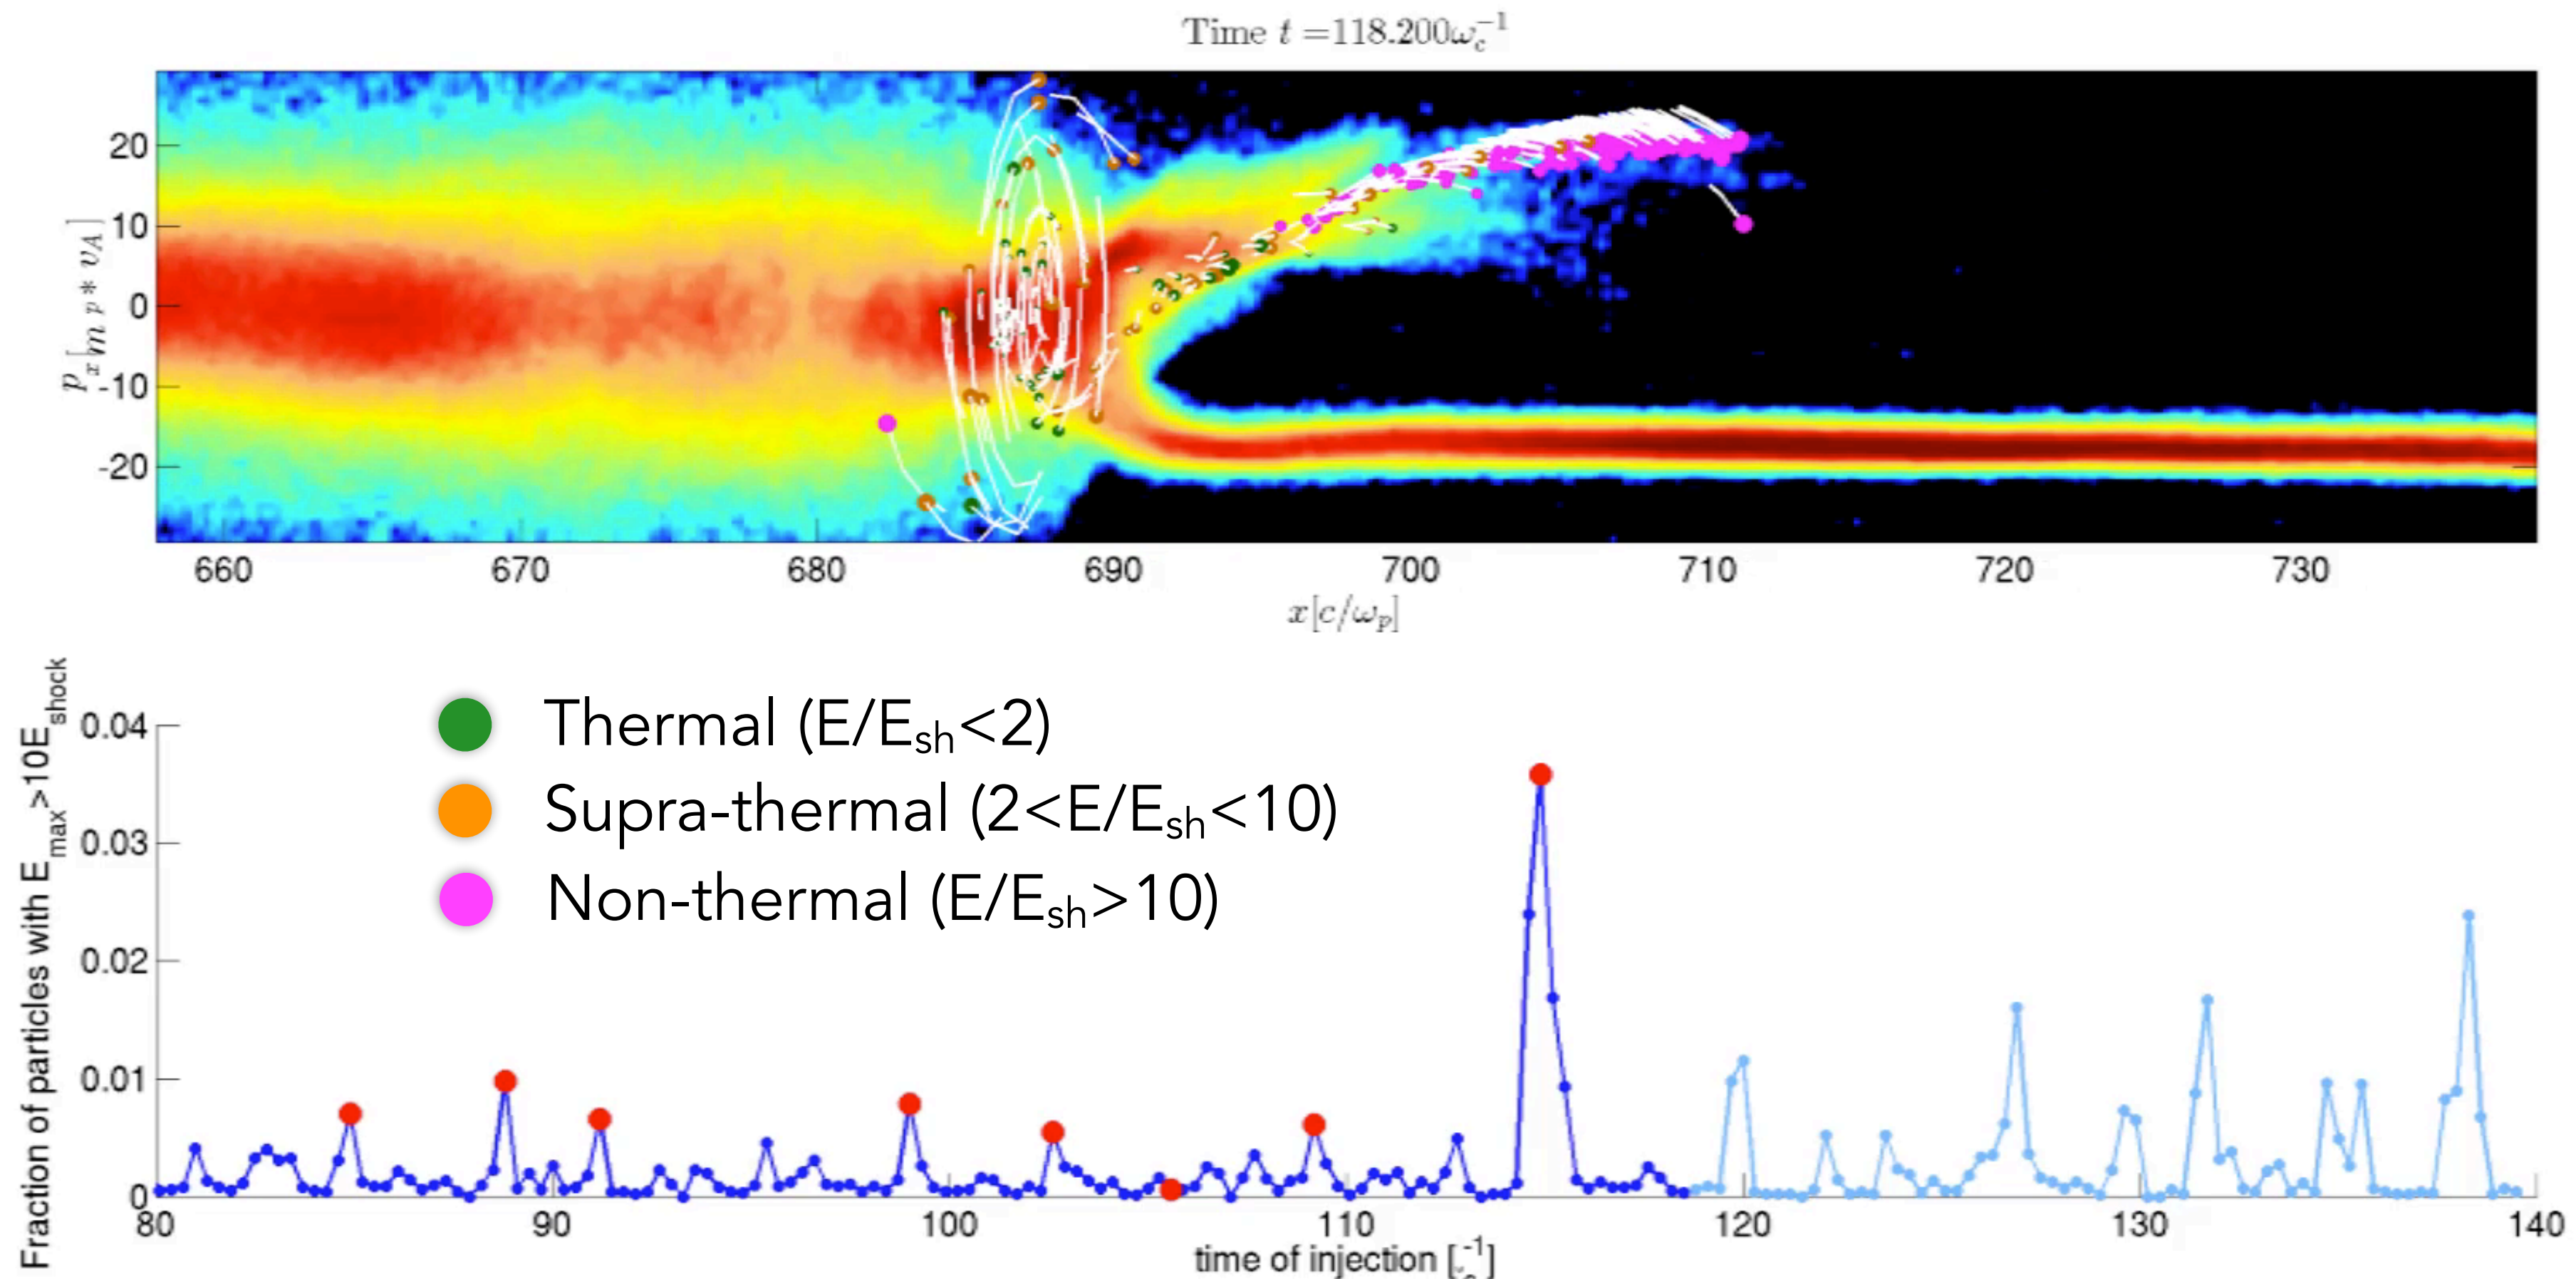 Time t =118.200ω_c^{-1}
p_x[m_p * v_A]
20
10
0
-10
-20
660 670 680 690 700 710 720 730
x[c/ω_p]
Fraction of particles with E_max>10E_shock
0.04
0.03
0.02
0.01
0
Thermal (E/E_sh<2)
Supra-thermal (2<E/E_sh<10)
Non-thermal (E/E_sh>10)
80 90 100 110 120 130 140
time of injection [ _c^{-1}]